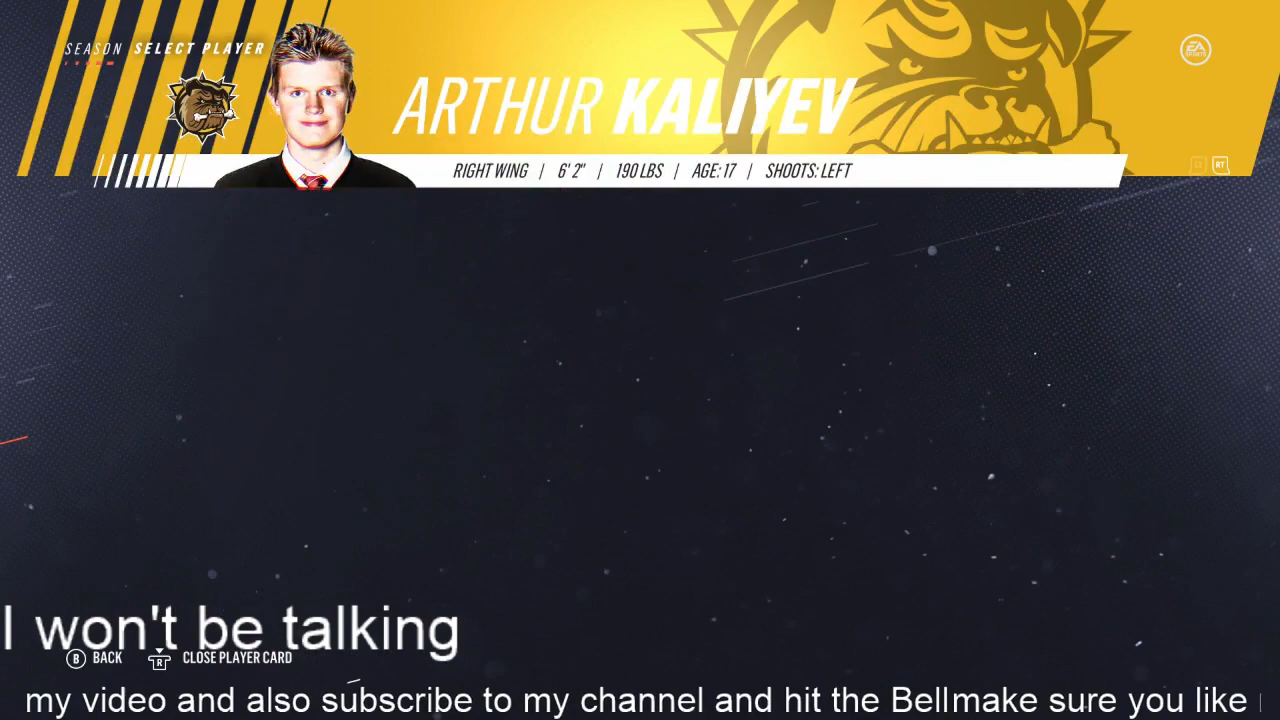 SEASON SELECT PLAYER
EA SPORTS
ARTHUR KALIYEV
RIGHT WING | 6' 2" | 190 LBS | AGE: 17 | SHOOTS: LEFT
RT
I won't be talking
B BACK R CLOSE PLAYER CARD
my video and also subscribe to my channel and hit the Bellmake sure you like